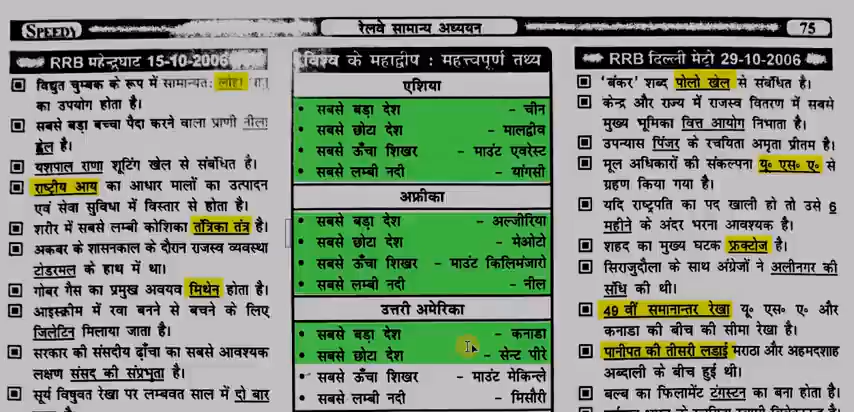 SPEEDY
रेलवे सामान्य अध्ययन
75
RRB महेन्द्रघाट 15-10-2006
विद्युत चुम्बक के रूप में सामान्यतः लोहा
का उपयोग होता है।
सबसे बड़ा बच्चा पैदा करने वाला प्राणी नीला
ह्वेल है।
यशपाल राणा शूटिंग खेल से संबंधित है।
राष्ट्रीय आय का आधार मालों का उत्पादन
एवं सेवा सुविधा में विस्तार से होता है।
शरीर में सबसे लम्बी कोशिका तंत्रिका तंत्र है।
अकबर के शासनकाल के दौरान राजस्व व्यवस्था
टोडरमल के हाथ में था।
गोबर गैस का प्रमुख अवयव मिथेन होता है।
आइस्क्रीम में रवा बनने से बचने के लिए
जिलेटिन मिलाया जाता है।
सरकार की संसदीय ढ़ाँचा का सबसे आवश्यक
लक्षण संसद की संप्रभुता है।
सूर्य विषुवत रेखा पर लम्बवत साल में दो बार
विश्व के महाद्वीप : महत्त्वपूर्ण तथ्य
एशिया
• सबसे बड़ा देश – चीन
• सबसे छोटा देश – मालद्वीव
• सबसे ऊँचा शिखर – माउंट एवरेस्ट
• सबसे लम्बी नदी – यांगसी
अफ्रीका
• सबसे बड़ा देश – अल्जीरिया
• सबसे छोटा देश – मेओटो
• सबसे ऊँचा शिखर – माउंट किलिमंजारो
• सबसे लम्बी नदी – नील
उत्तरी अमेरिका
• सबसे बड़ा देश – कनाडा
• सबसे छोटा देश – सेन्ट पीरे
• सबसे ऊँचा शिखर – माउंट मेकिन्ले
• सबसे लम्बी नदी – मिसौरी
RRB दिल्ली मेट्रो 29-10-2006
'बंकर' शब्द पोलो खेल से संबंधित है।
केन्द्र और राज्य में राजस्व वितरण में सबसे
मुख्य भूमिका वित्त आयोग निभाता है।
उपन्यास पिंजर के रचयिता अमृता प्रीतम है।
मूल अधिकारों की संकल्पना यू॰ एस॰ ए॰ से
ग्रहण किया गया है।
यदि राष्ट्रपति का पद खाली हो तो उसे 6
महीने के अंदर भरना आवश्यक है।
शहद का मुख्य घटक फ्रक्टोज है।
सिराजुदौला के साथ अंग्रेजों ने अलीनगर की
संधि की थी।
49 वीं समानान्तर रेखा यू॰ एस॰ ए॰ और
कनाडा की बीच की सीमा रेखा है।
पानीपत की तीसरी लड़ाई मराठा और अहमदशाह
अब्दाली के बीच हुई थी।
बल्ब का फिलामेंट टंगस्टन का बना होता है।